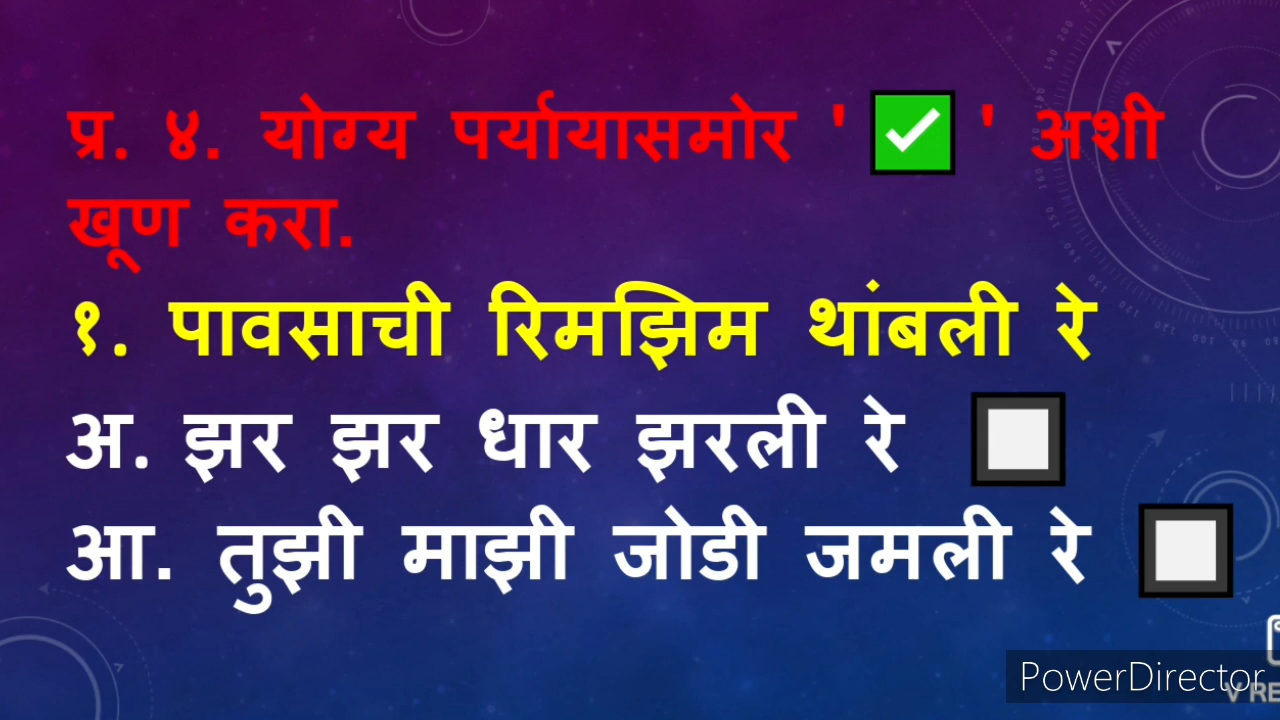 प्र. ४. योग्य पर्यायासमोर ' ✅ ' अशी
खूण करा.
१. पावसाची रिमझिम थांबली रे
अ. झर झर धार झरली रे
आ. तुझी माझी जोडी जमली रे
PowerDirector